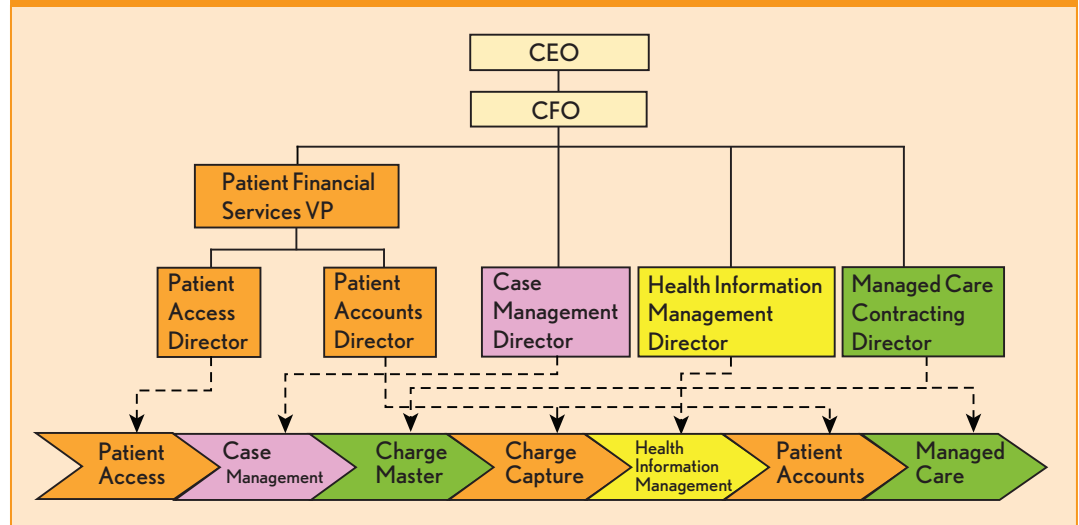 CEO
CFO
Patient Financial
Services VP
Patient
Access
Director
Patient
Accounts
Director
Case
Management
Director
Health Information
Management
Director
Managed Care
Contracting
Director
Patient
Access
Case
Management
Charge
Master
Charge
Capture
Health
Information
Management
Patient
Accounts
Managed
Care